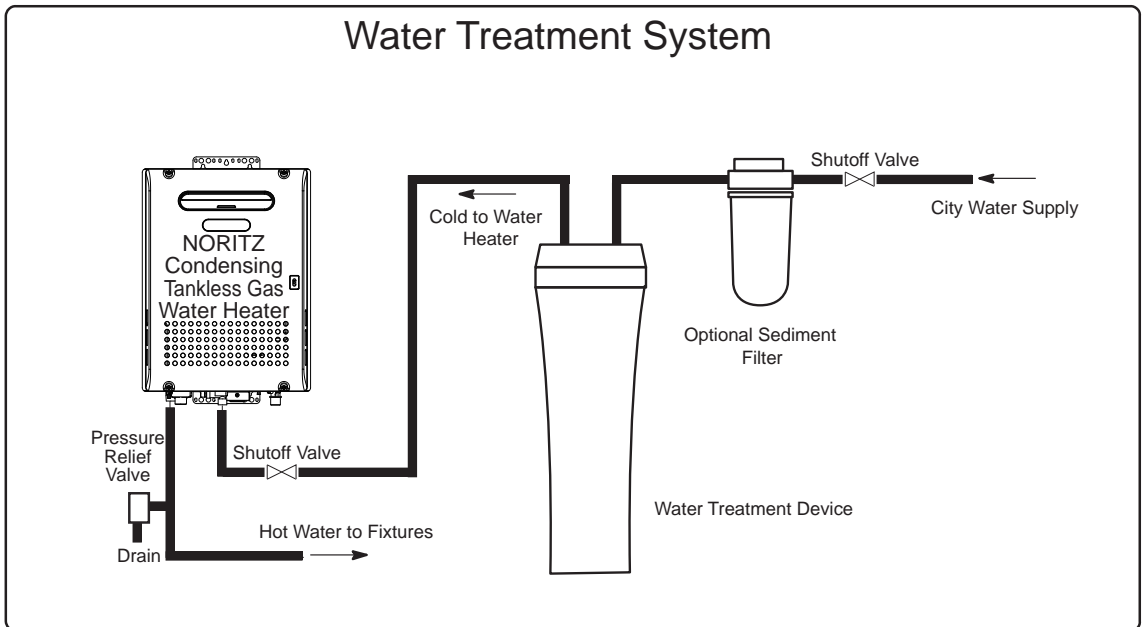 Water Treatment System
NORITZ
Condensing
Tankless Gas
Water Heater
Cold to Water
Heater
Shutoff Valve
City Water Supply
Optional Sediment
Filter
Pressure
Relief
Valve
Shutoff Valve
Water Treatment Device
Drain
Hot Water to Fixtures